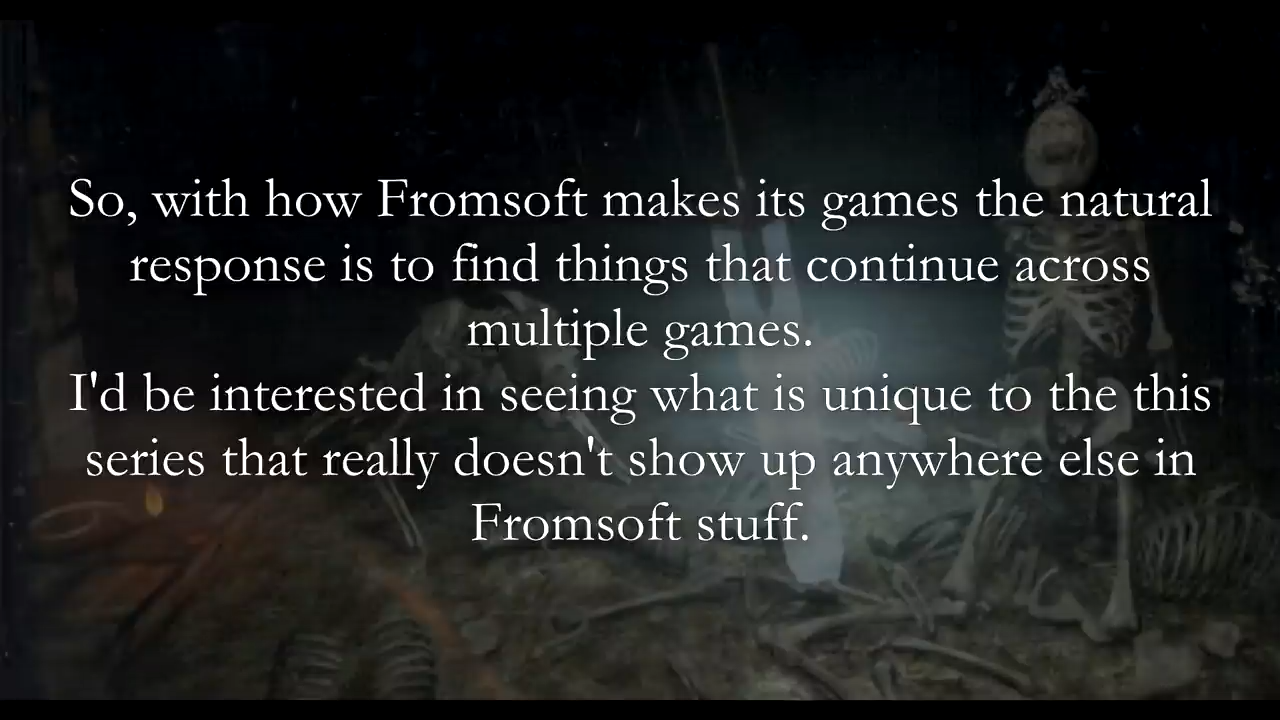 So, with how Fromsoft makes its games the natural
response is to find things that continue across
multiple games.
I'd be interested in seeing what is unique to the this
series that really doesn't show up anywhere else in
Fromsoft stuff.